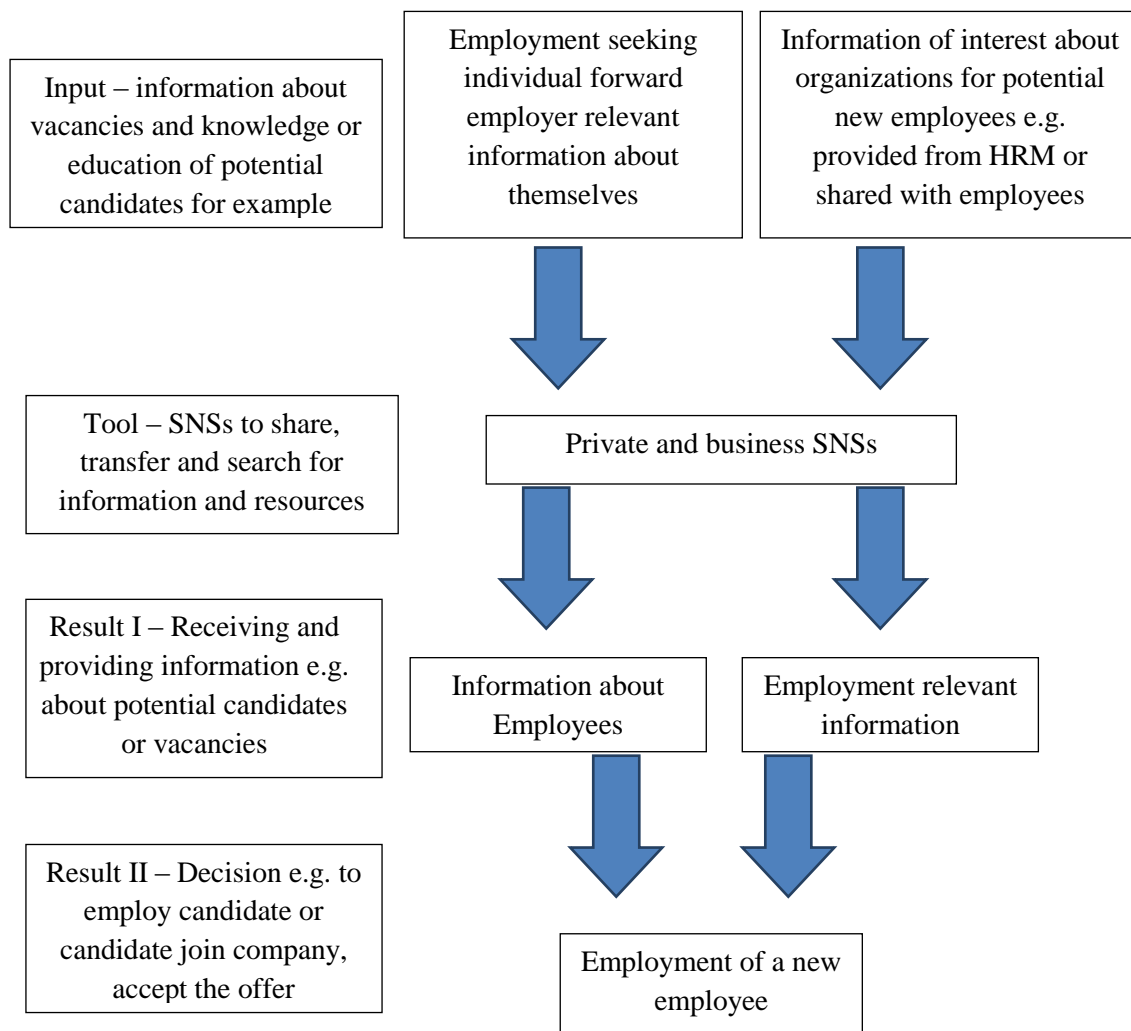 Input – information about
vacancies and knowledge or
education of potential
candidates for example
Employment seeking
individual forward
employer relevant
information about
themselves
Information of interest about
organizations for potential
new employees e.g.
provided from HRM or
shared with employees
Tool – SNSs to share,
transfer and search for
information and resources
Private and business SNSs
Result I – Receiving and
providing information e.g.
about potential candidates
or vacancies
Information about
Employees
Employment relevant
information
Result II – Decision e.g. to
employ candidate or
candidate join company,
accept the offer
Employment of a new
employee